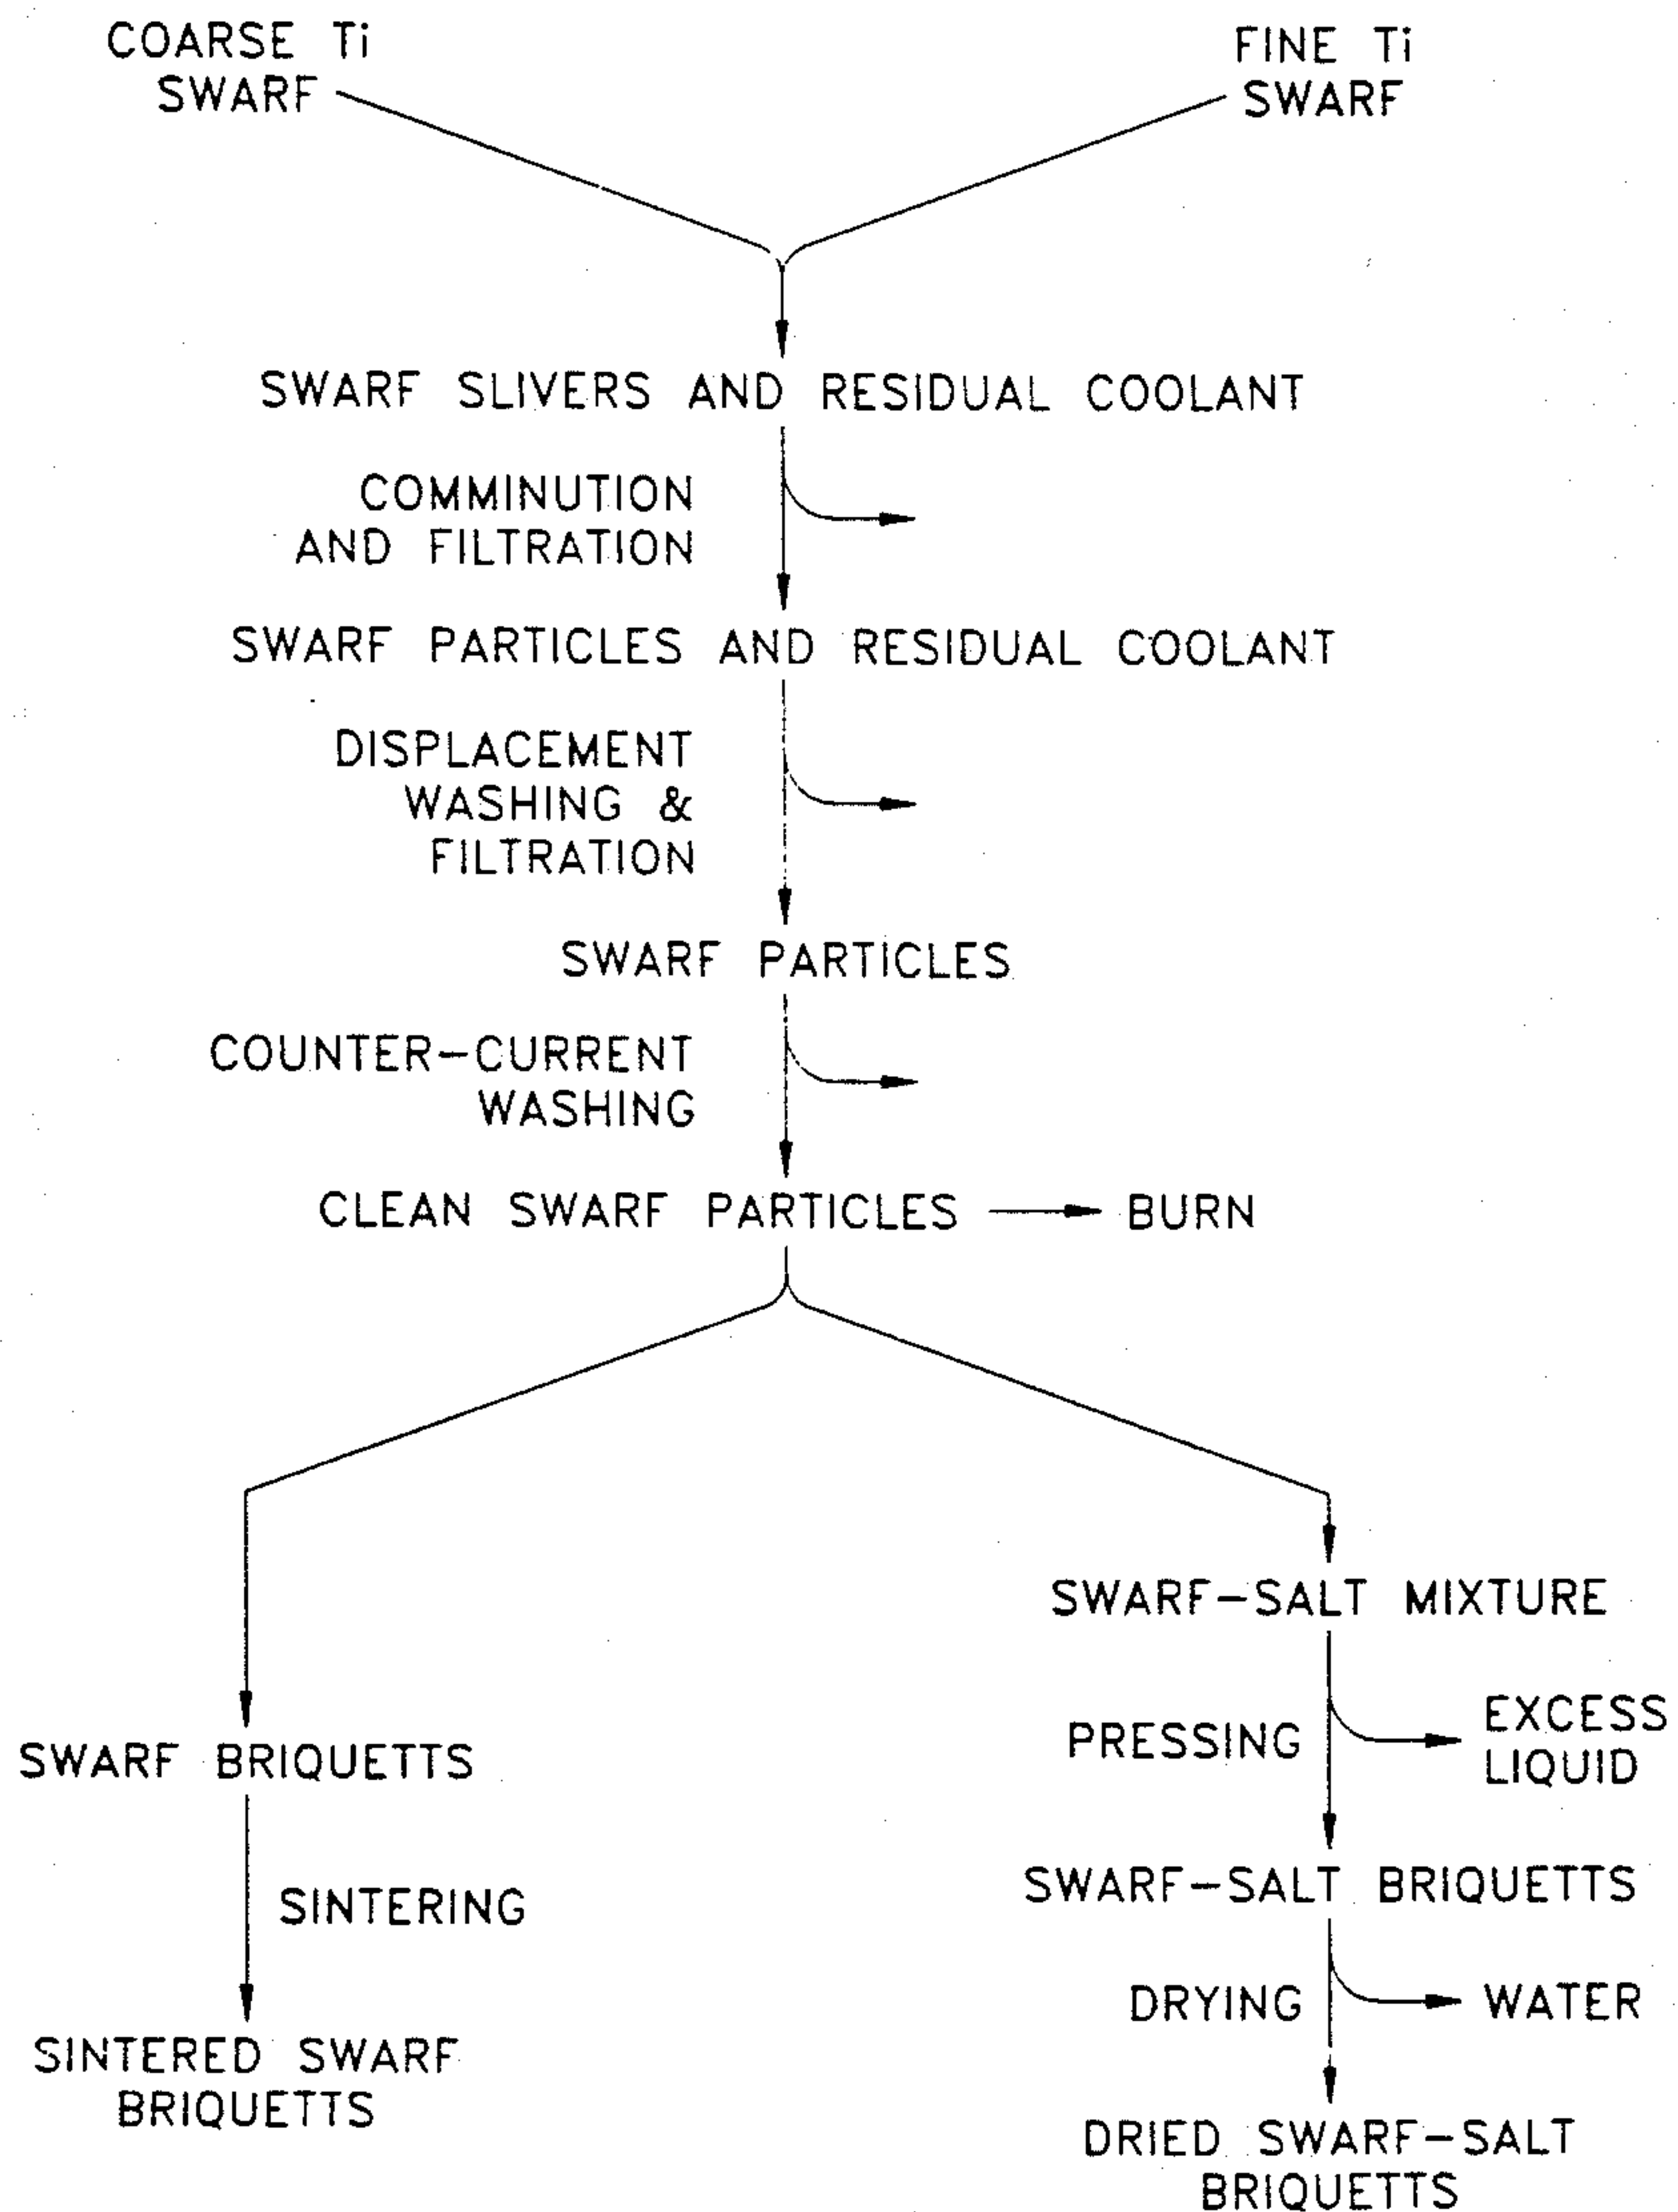 COARSE Ti
SWARF
FINE Ti
SWARF
SWARF SLIVERS AND RESIDUAL COOLANT
COMMINUTION
AND FILTRATION
SWARF PARTICLES AND RESIDUAL COOLANT
DISPLACEMENT
WASHING &
FILTRATION
SWARF PARTICLES
COUNTER-CURRENT
WASHING
CLEAN SWARF PARTICLES
BURN
SWARF BRIQUETTS
SINTERING
SINTERED SWARF
BRIQUETTS
SWARF-SALT MIXTURE
PRESSING
EXCESS
LIQUID
SWARF-SALT BRIQUETTS
DRYING
WATER
DRIED SWARF-SALT
BRIQUETTS